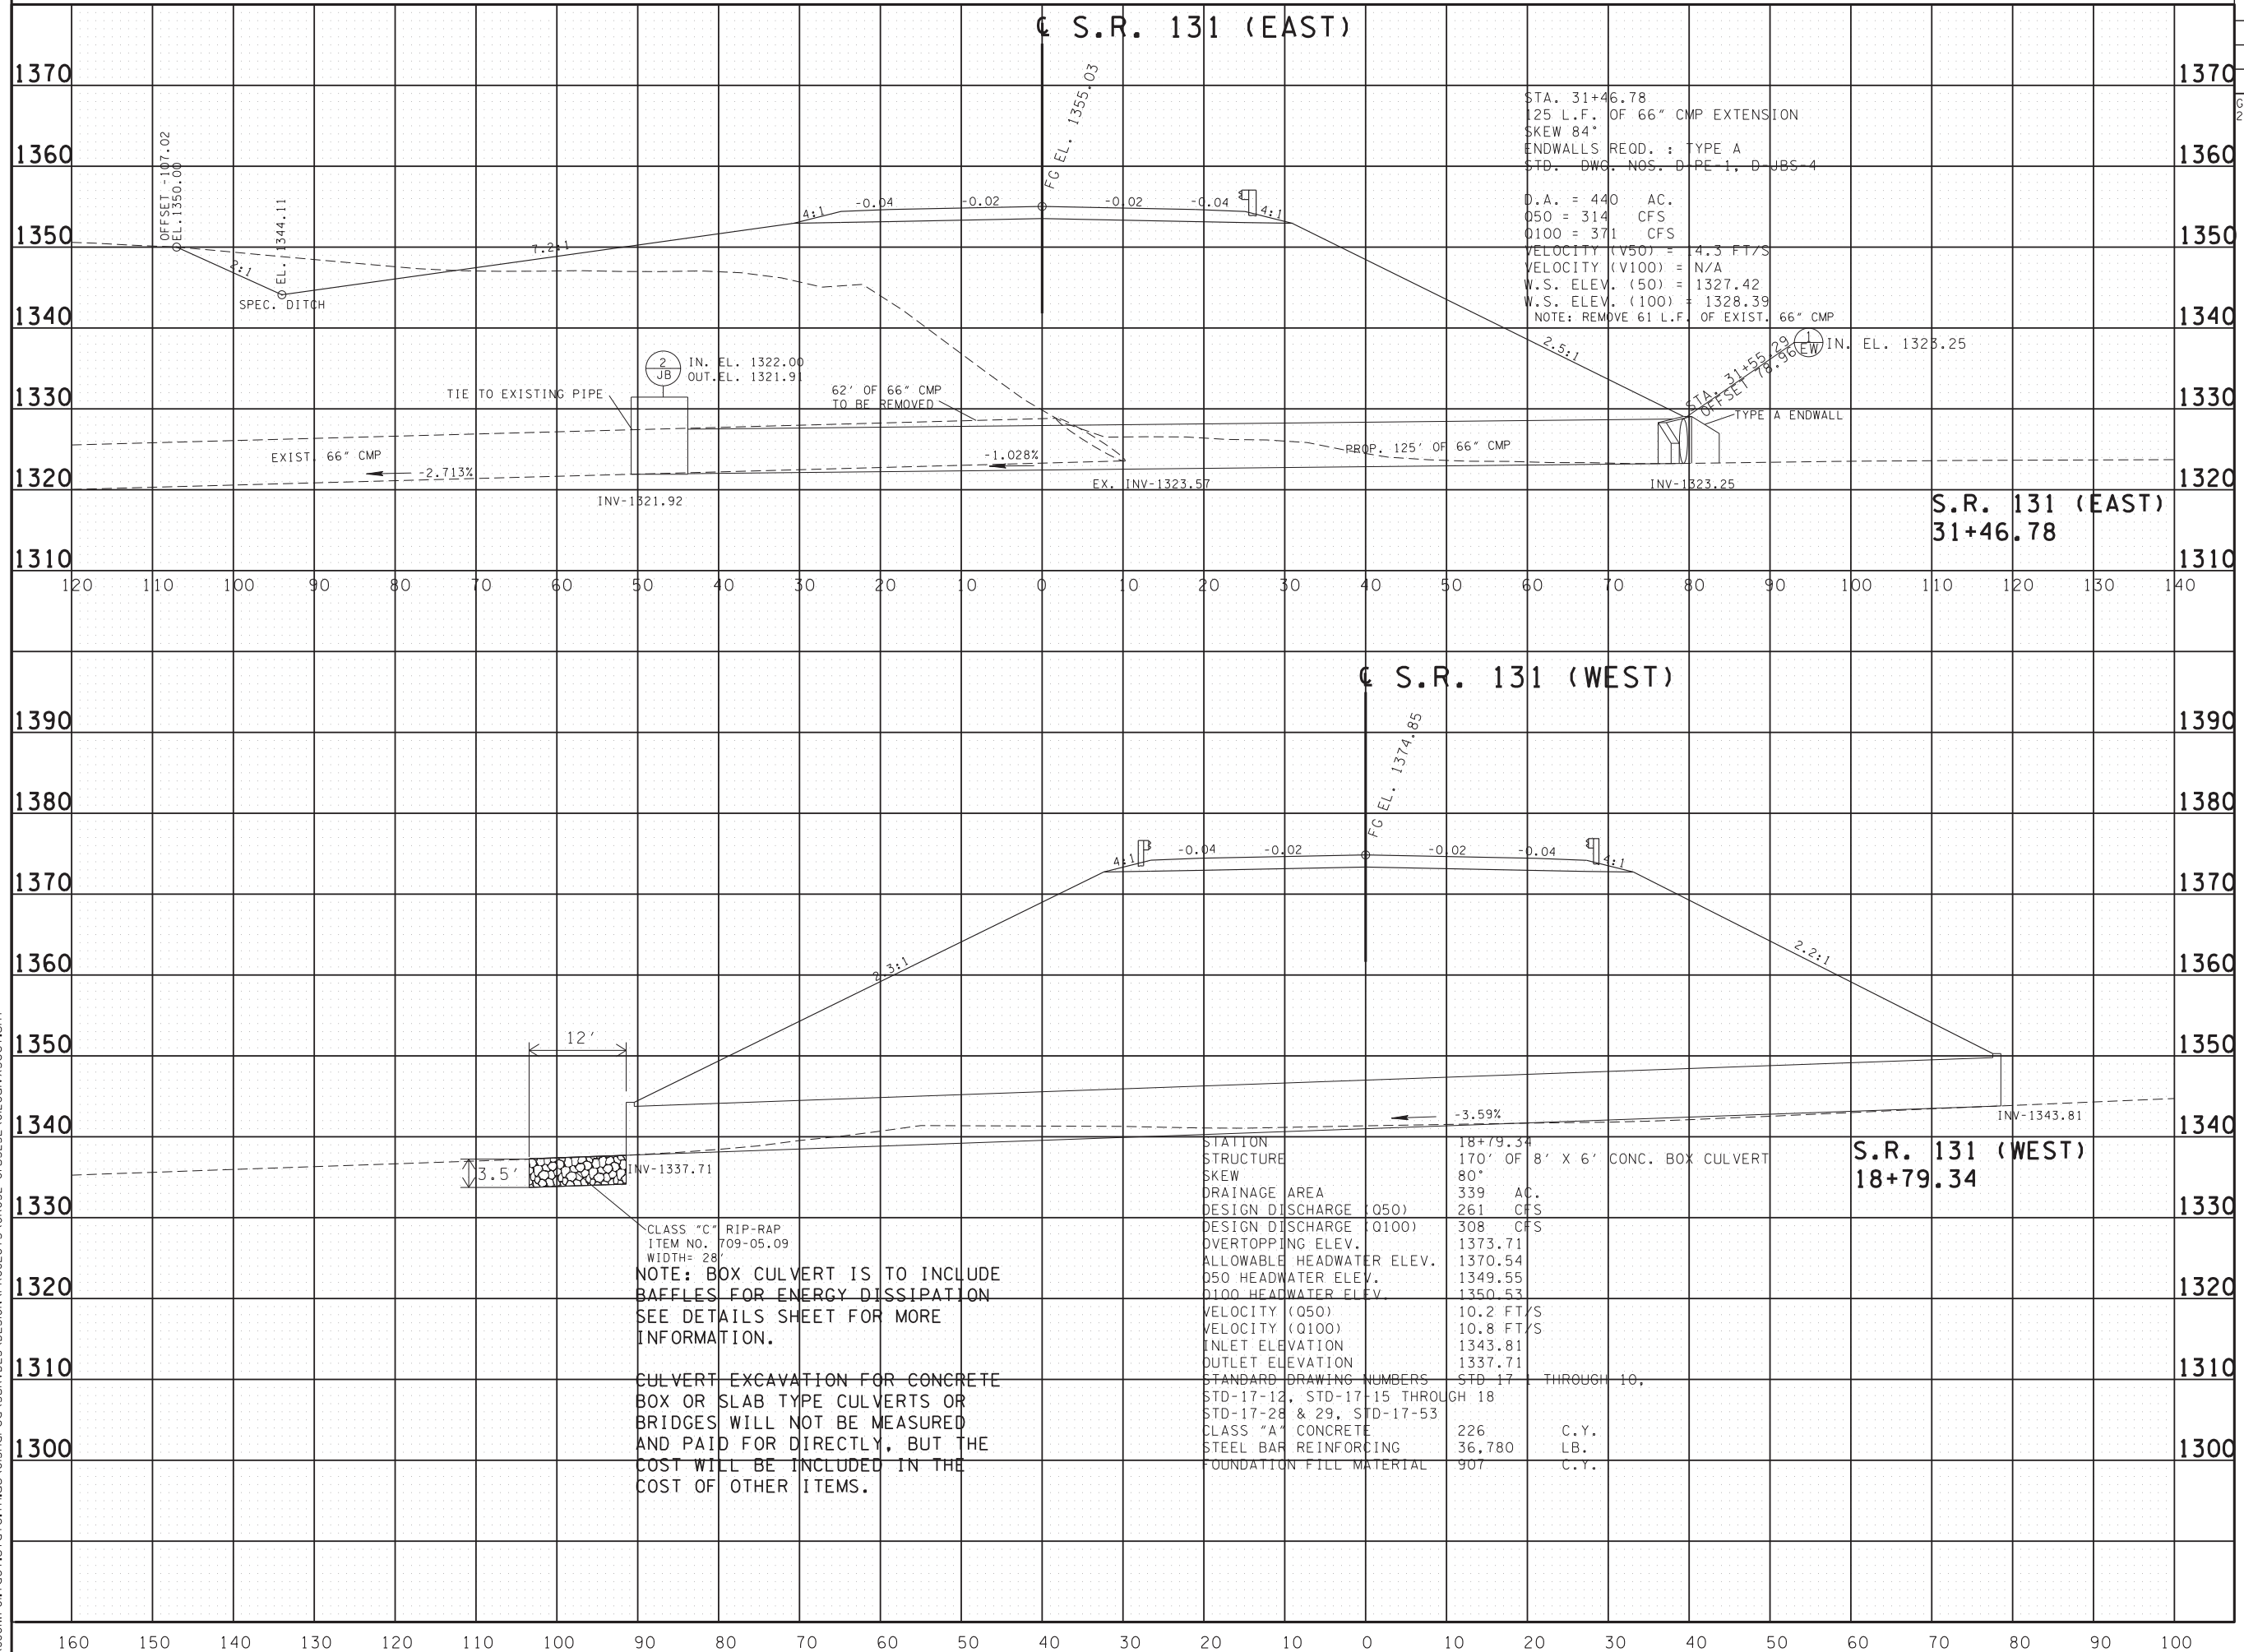 ℄ S.R. 131 (EAST)
1370
1370
FG EL. 1355.03
STA. 31+46.78
125 L.F. OF 66" CMP EXTENSION
SKEW 84°
ENDWALLS REQD. : TYPE A
STD. DWG. NOS. D-PE-1, D-JBS-4
D.A. = 440 AC.
Q50 = 314 CFS
Q100 = 371 CFS
VELOCITY (V50) = 14.3 FT/S
VELOCITY (V100) = N/A
W.S. ELEV. (50) = 1327.42
W.S. ELEV. (100) = 1328.39
NOTE: REMOVE 61 L.F. OF EXIST. 66" CMP
1360
1360
OFFSET -107.02
EL.1350.00
EL. 1344.11
4:1
-0.04
-0.02
-0.02
-0.04
4:1
1350
1350
7.2:1
2:1
SPEC. DITCH
1340
1340
2.5:1
STA. 31+55.29
OFFSET 78.96
1
EW
IN. EL. 1323.25
2
JB
IN. EL. 1322.00
OUT.EL. 1321.91
TIE TO EXISTING PIPE
62' OF 66" CMP
TO BE REMOVED
1330
1330
TYPE A ENDWALL
EXIST. 66" CMP
-2.713%
-1.028%
PROP. 125' OF 66" CMP
1320
1320
INV-1321.92
EX. INV-1323.57
INV-1323.25
S.R. 131 (EAST)
31+46.78
1310
1310
120 110 100 90 80 70 60 50 40 30 20 10 0 10 20 30 40 50 60 70 80 90 100 110 120 130 140
℄ S.R. 131 (WEST)
1390
1390
FG EL. 1374.85
1380
1380
4:1
-0.04
-0.02
-0.02
-0.04
4:1
1370
1370
2.3:1
2.2:1
1360
1360
12'
1350
1350
-3.59%
INV-1343.81
1340
1340
3.5'
INV-1337.71
S.R. 131 (WEST)
18+79.34
1330
1330
CLASS "C" RIP-RAP
ITEM NO. 709-05.09
WIDTH= 28'
NOTE: BOX CULVERT IS TO INCLUDE
BAFFLES FOR ENERGY DISSIPATION
SEE DETAILS SHEET FOR MORE
INFORMATION.
CULVERT EXCAVATION FOR CONCRETE
BOX OR SLAB TYPE CULVERTS OR
BRIDGES WILL NOT BE MEASURED
AND PAID FOR DIRECTLY, BUT THE
COST WILL BE INCLUDED IN THE
COST OF OTHER ITEMS.
STATION 18+79.34
STRUCTURE 170' OF 8' X 6' CONC. BOX CULVERT
SKEW 80°
DRAINAGE AREA 339 AC.
DESIGN DISCHARGE (Q50) 261 CFS
DESIGN DISCHARGE (Q100) 308 CFS
OVERTOPPING ELEV. 1373.71
ALLOWABLE HEADWATER ELEV. 1370.54
Q50 HEADWATER ELEV. 1349.55
Q100 HEADWATER ELEV. 1350.53
VELOCITY (Q50) 10.2 FT/S
VELOCITY (Q100) 10.8 FT/S
INLET ELEVATION 1343.81
OUTLET ELEVATION 1337.71
STANDARD DRAWING NUMBERS STD-17-1 THROUGH 10,
STD-17-12, STD-17-15 THROUGH 18
STD-17-28 & 29, STD-17-53
CLASS "A" CONCRETE 226 C.Y.
STEEL BAR REINFORCING 36,780 LB.
FOUNDATION FILL MATERIAL 907 C.Y.
1320
1320
1310
1310
1300
1300
160 150 140 130 120 110 100 90 80 70 60 50 40 30 20 10 0 10 20 30 40 50 60 70 80 90 100